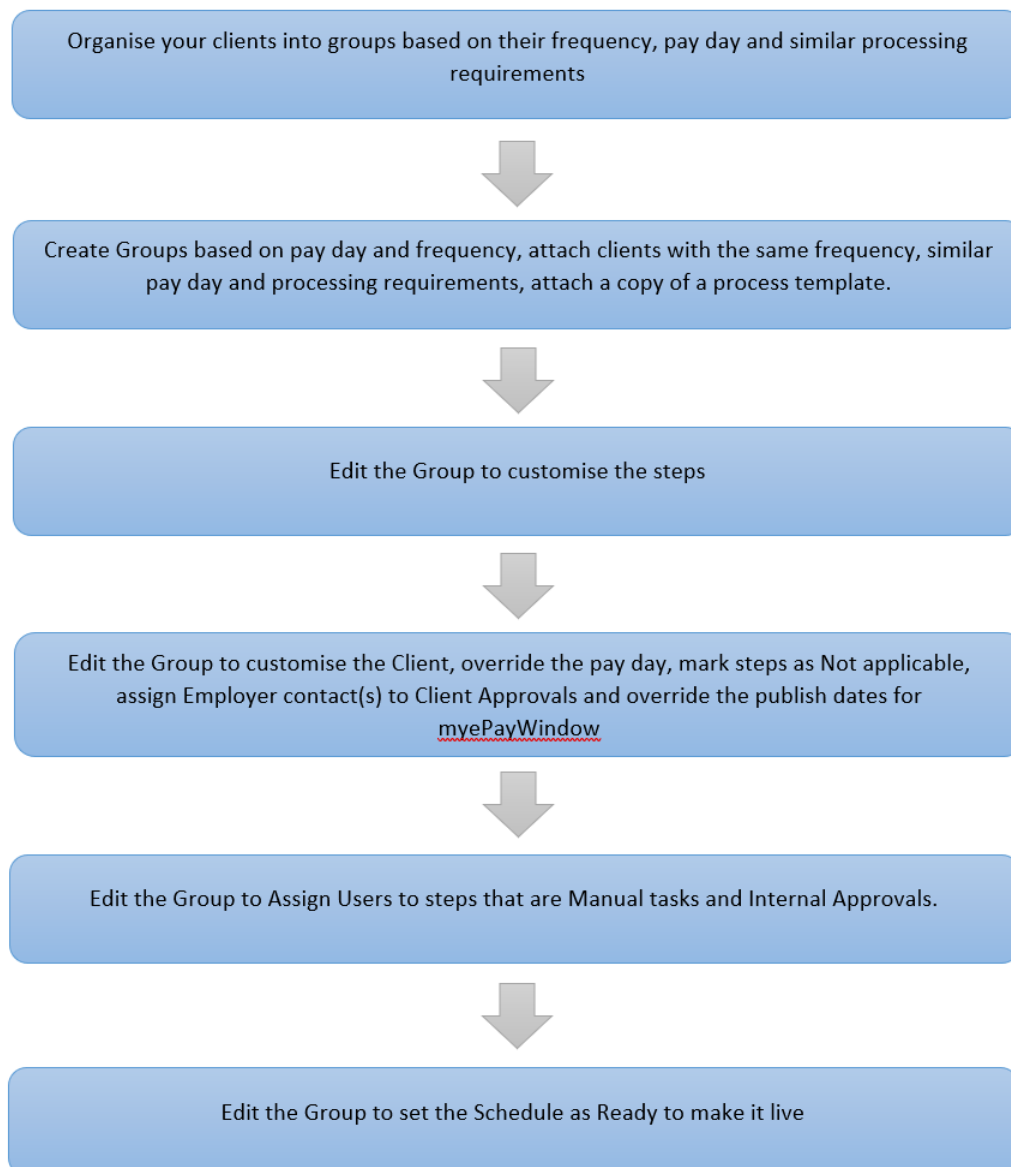 Organise your clients into groups based on their frequency, pay day and similar processing
requirements
Create Groups based on pay day and frequency, attach clients with the same frequency, similar
pay day and processing requirements, attach a copy of a process template.
Edit the Group to customise the steps
Edit the Group to customise the Client, override the pay day, mark steps as Not applicable,
assign Employer contact(s) to Client Approvals and override the publish dates for
myePayWindow
Edit the Group to Assign Users to steps that are Manual tasks and Internal Approvals.
Edit the Group to set the Schedule as Ready to make it live